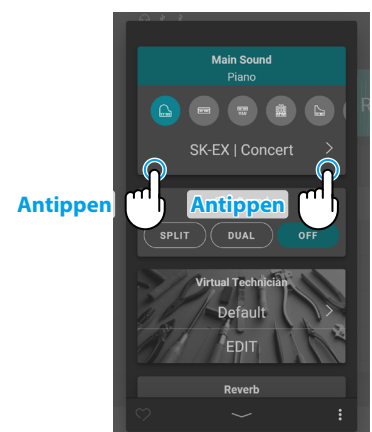 Main Sound
Piano
SK-EX | Concert
Antippen Antippen
SPLIT DUAL OFF
Virtual Technician
Default
EDIT
Reverb